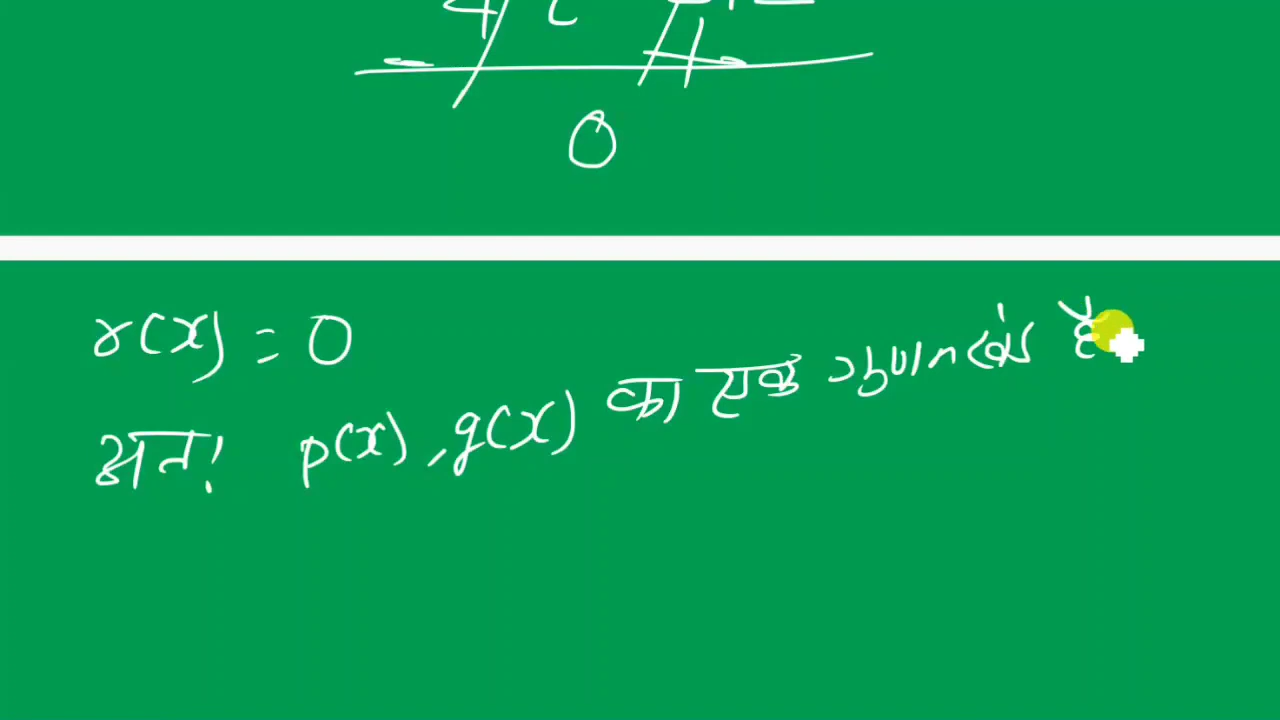 0
r(x) = 0
अतः p(x), g(x) का एक गुणनखंड है